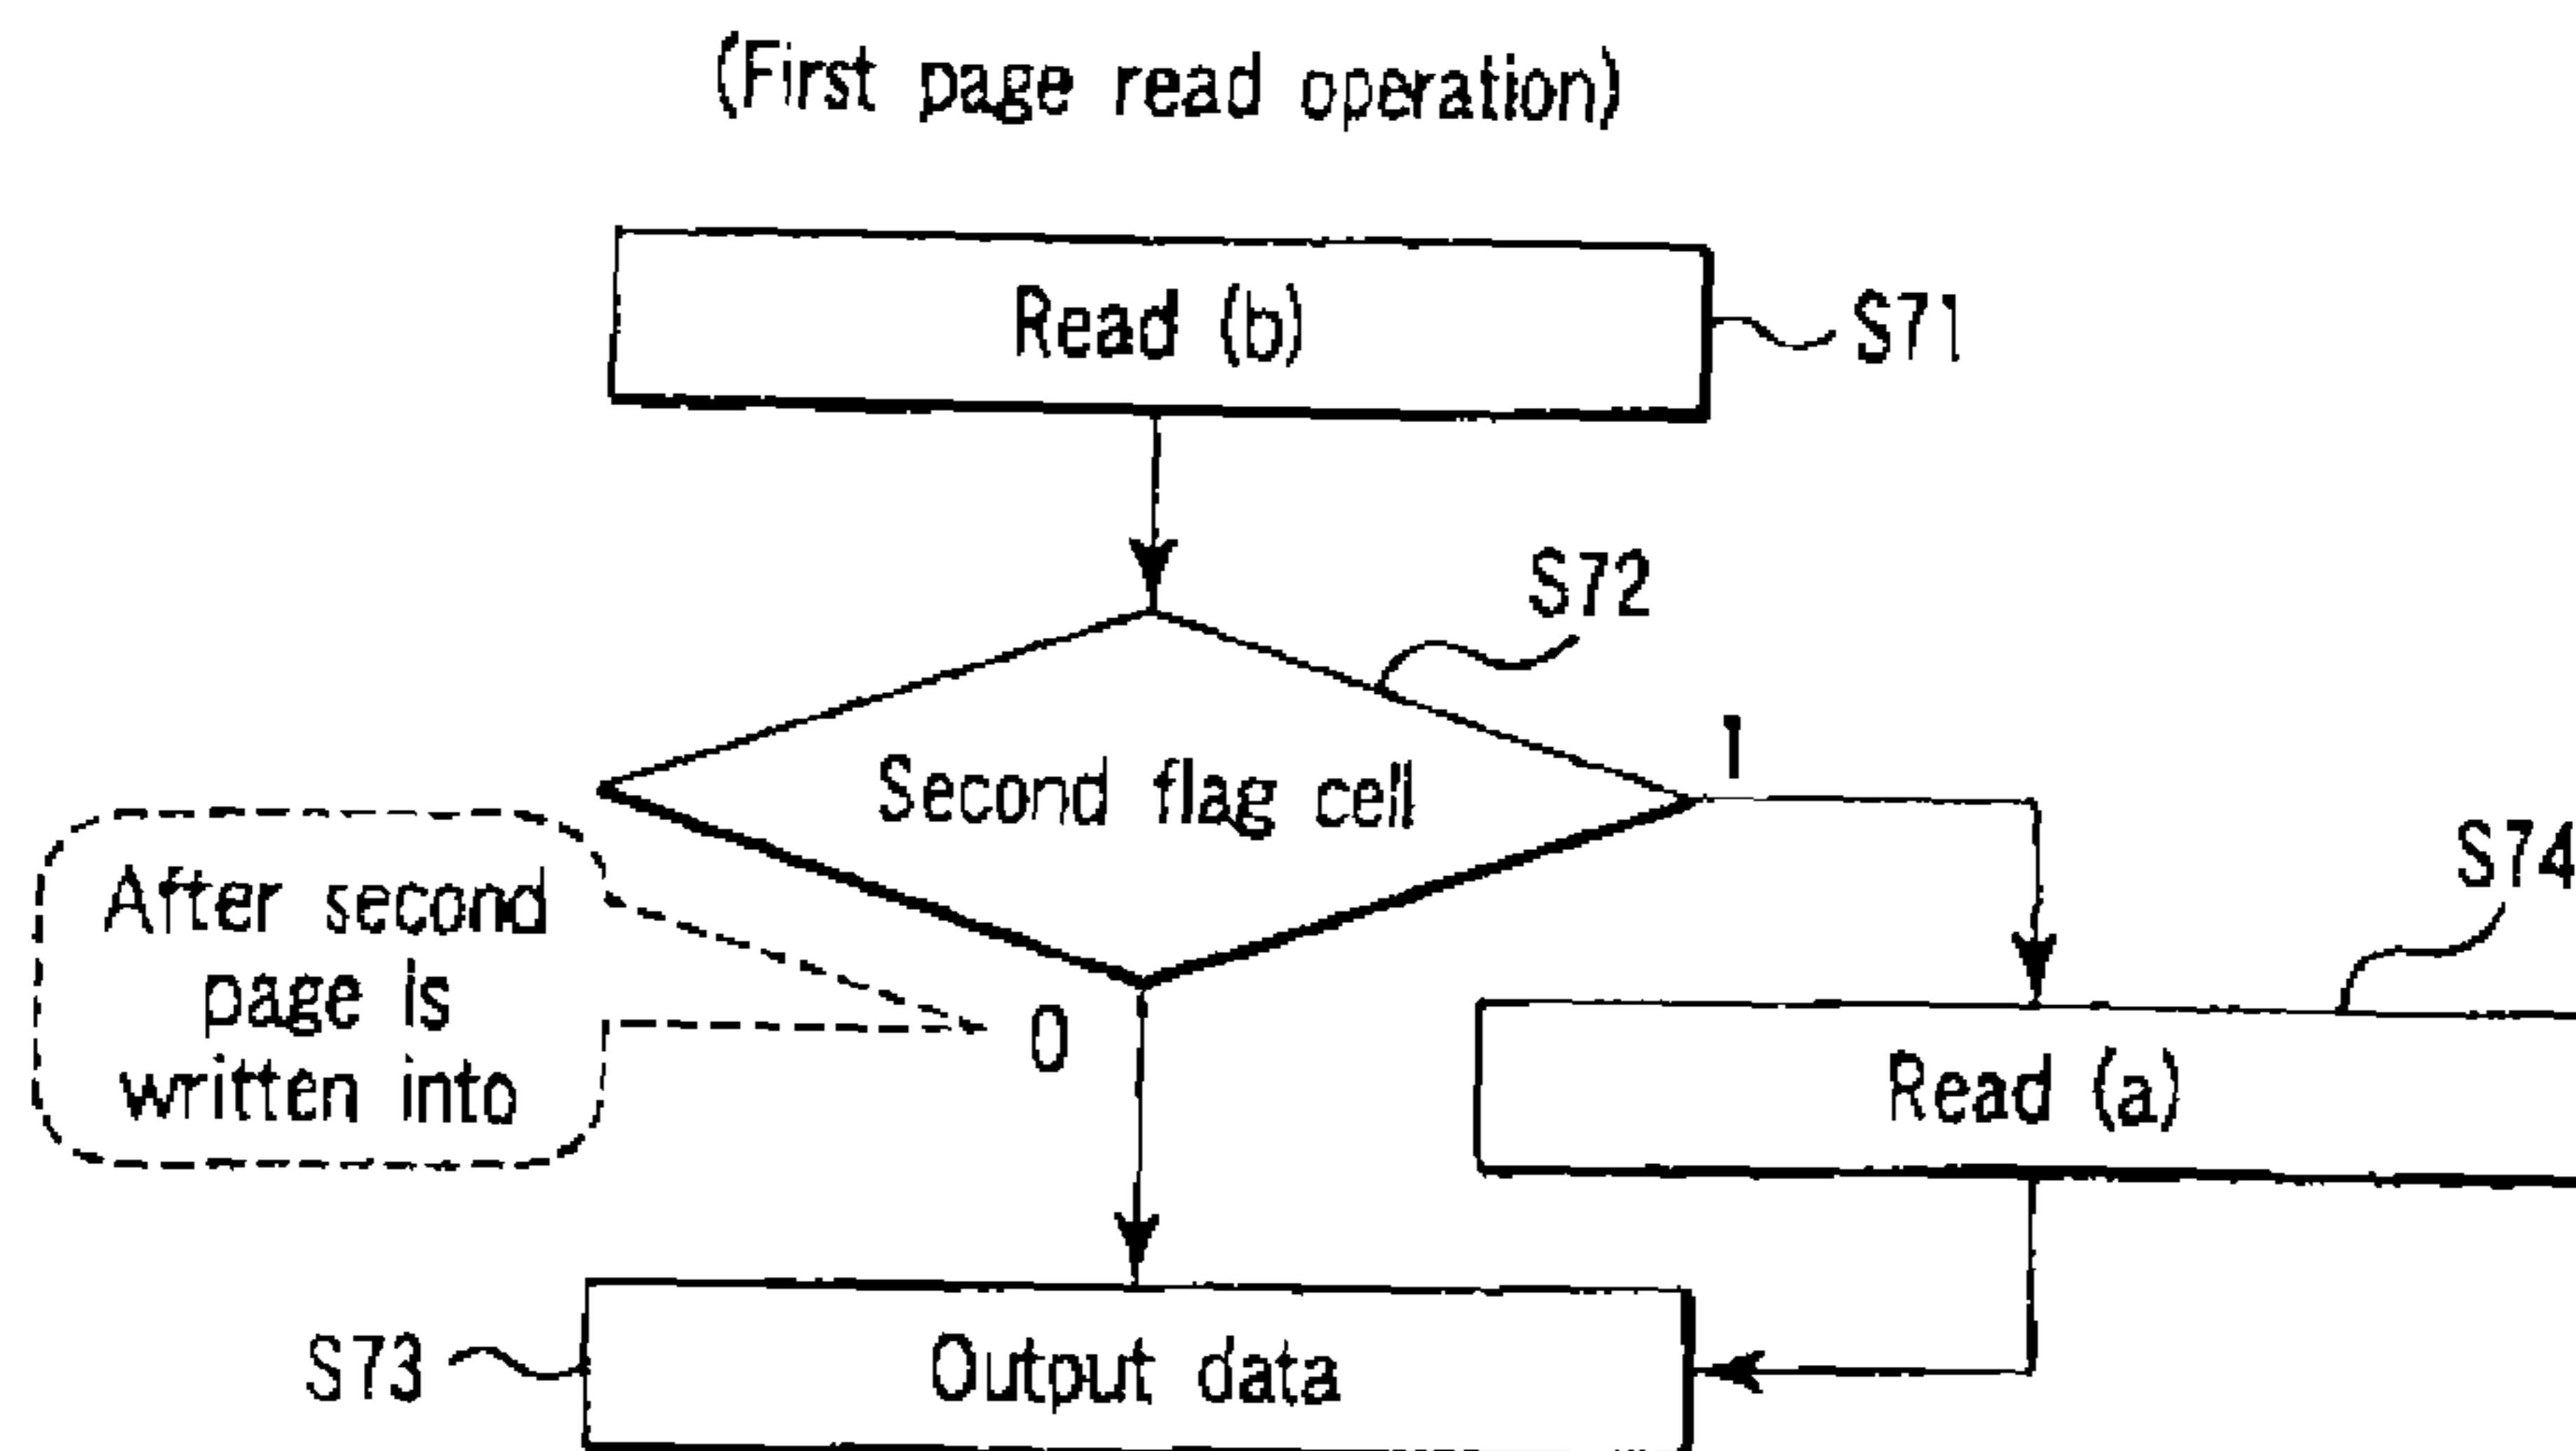 (First page read operation)
Read (b)
S71
S72
Second flag cell
1
S74
After second
page is
written into
0
Read (a)
S73
Output data